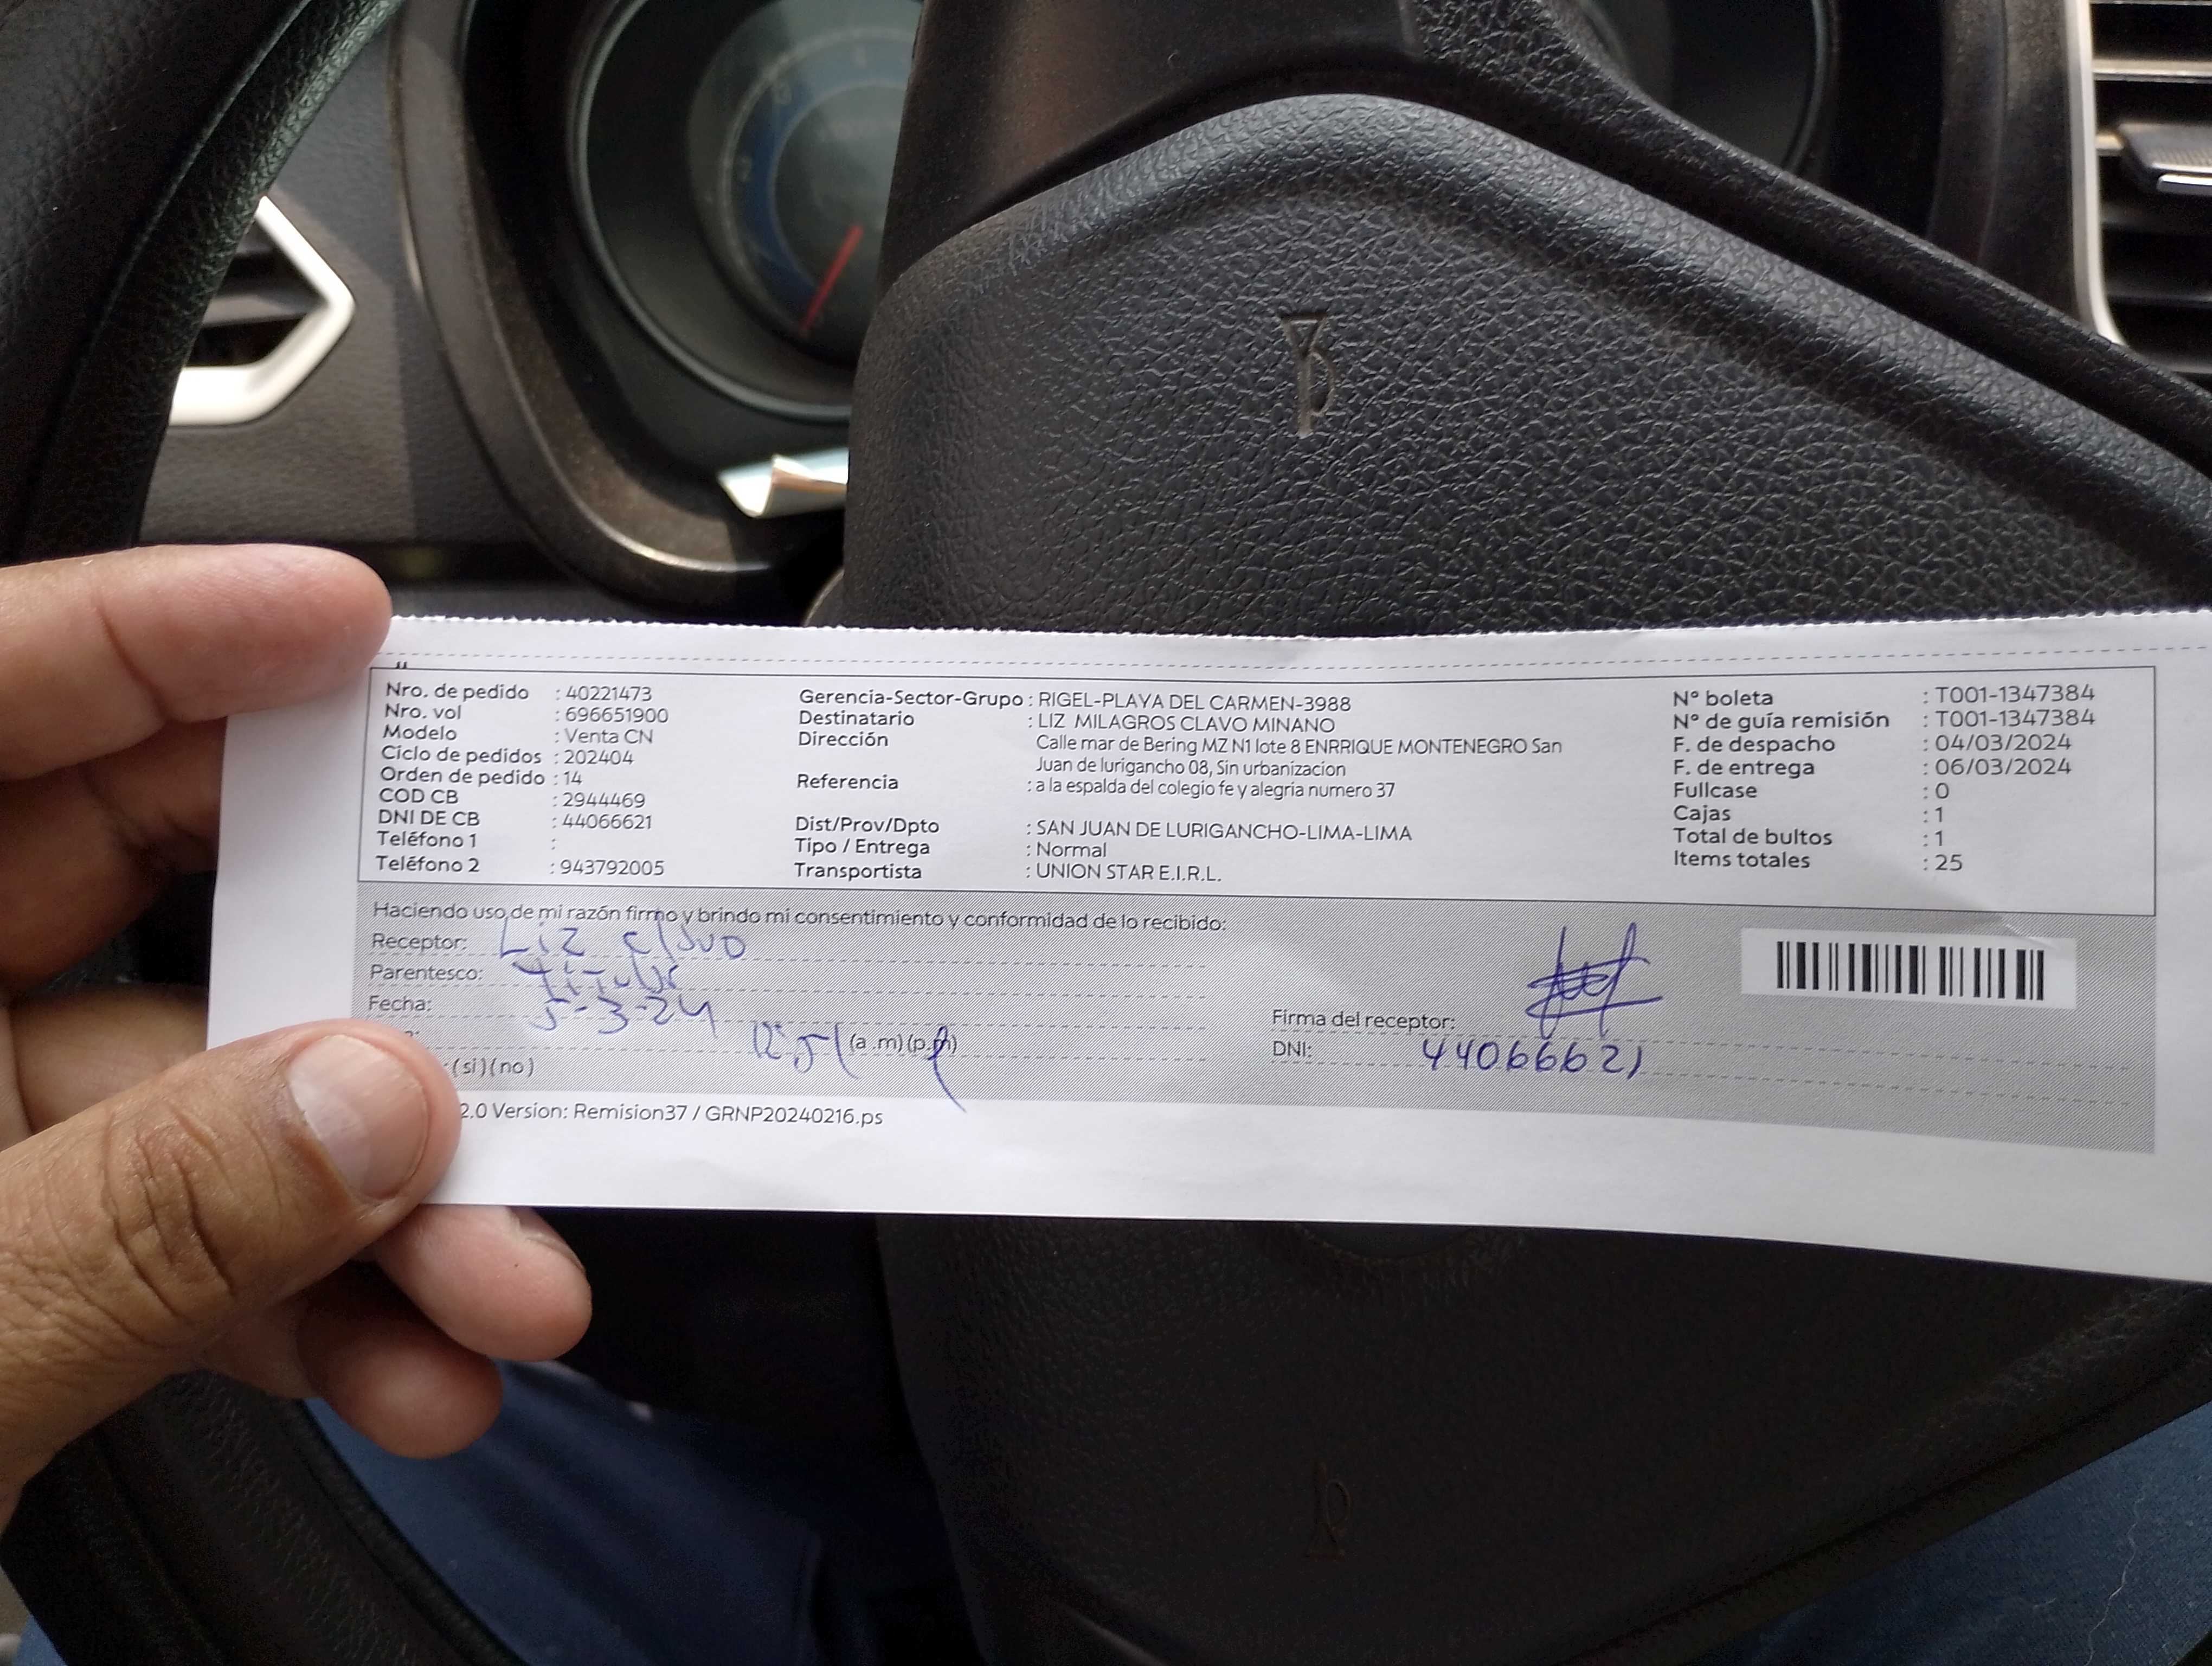 Nro. de pedido : 40221473
Nro. vol : 696651900
Modelo : Venta CN
Ciclo de pedidos : 202404
Orden de pedido : 14
COD CB : 2944469
DNI DE CB : 44066621
Teléfono 1 :
Teléfono 2 : 943792005
Gerencia-Sector-Grupo : RIGEL-PLAYA DEL CARMEN-3988
Destinatario : LIZ MILAGROS CLAVO MINANO
Dirección Calle mar de Bering MZ N1 lote 8 ENRRIQUE MONTENEGRO San
Juan de lurigancho 08, Sin urbanizacion
Referencia : a la espalda del colegio fe y alegria numero 37
Dist/Prov/Dpto : SAN JUAN DE LURIGANCHO-LIMA-LIMA
Tipo / Entrega : Normal
Transportista : UNION STAR E.I.R.L.
N° boleta : T001-1347384
N° de guía remisión : T001-1347384
F. de despacho : 04/03/2024
F. de entrega : 06/03/2024
Fullcase : 0
Cajas : 1
Total de bultos : 1
Items totales : 25
Haciendo uso de mi razón firmo y brindo mi consentimiento y conformidad de lo recibido:
Receptor: Liz clavo
Parentesco: titular
Fecha: 5-3-24
(a.m)(p.m)
(si)(no)
Firma del receptor:
DNI: 44066621
2.0 Version: Remision37 / GRNP20240216.ps